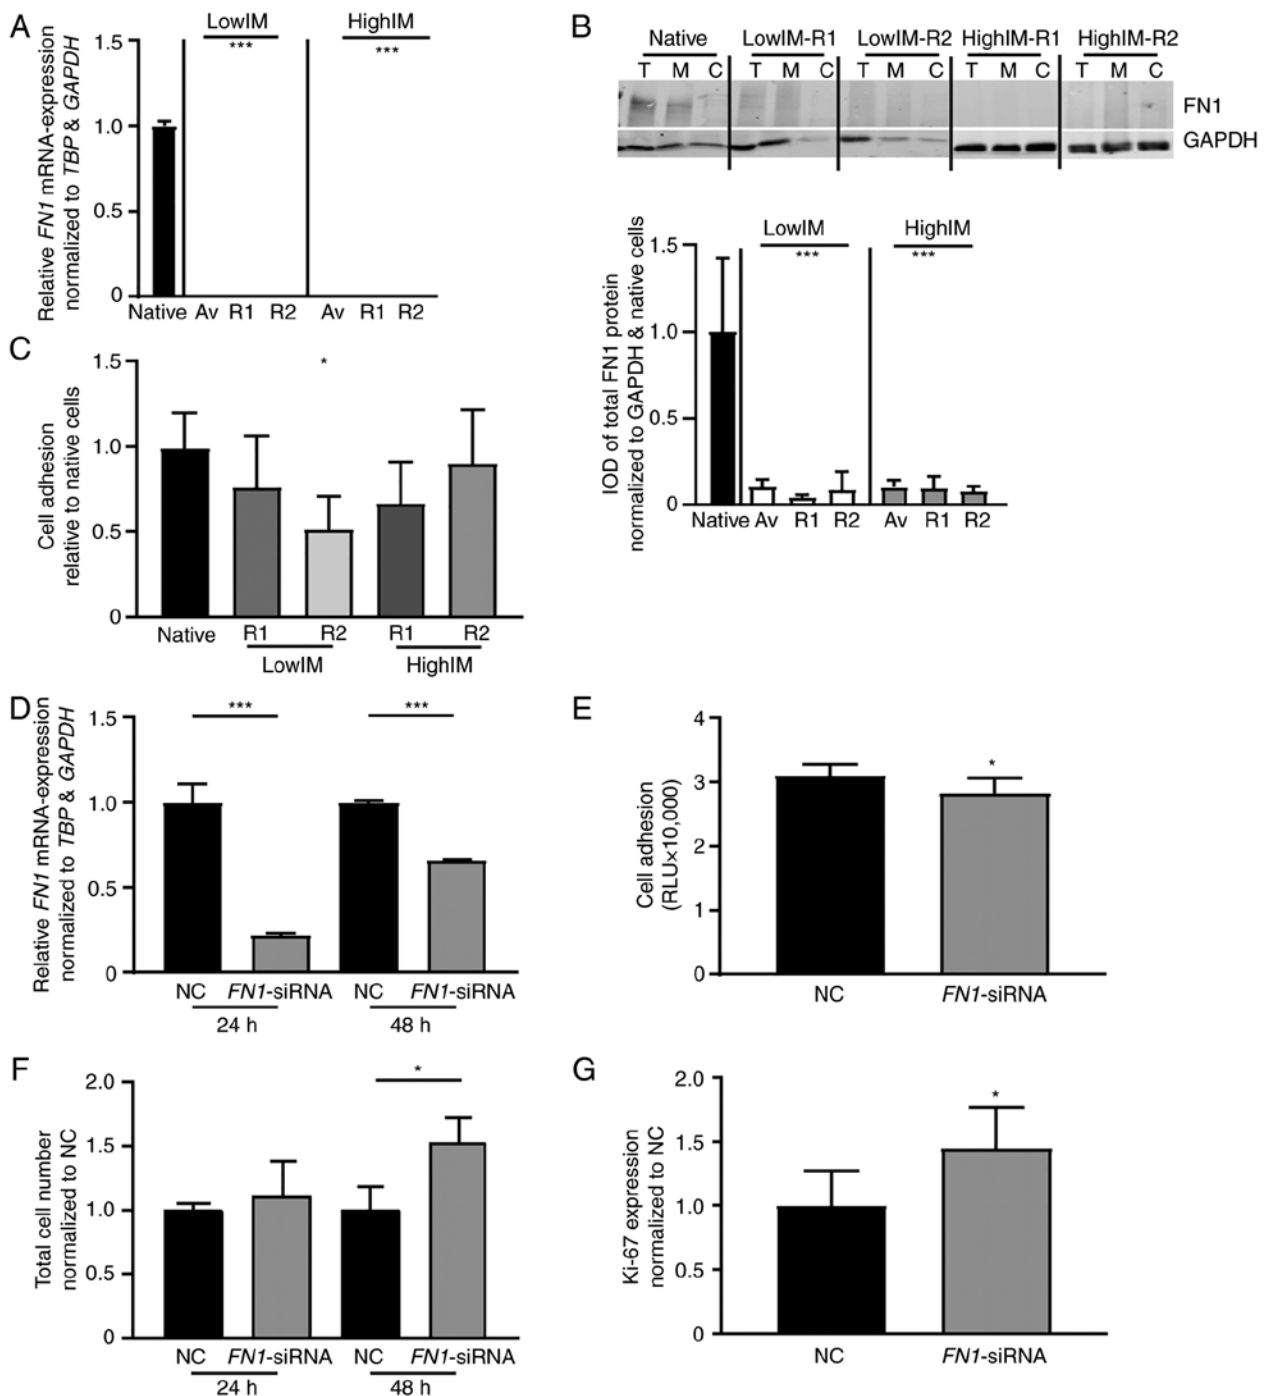 A
LowIM
HighIM
***
***
Relative FN1 mRNA-expression
normalized to TBP & GAPDH
1.5
1.0
0.5
0
Native Av R1 R2 Av R1 R2
B
Native LowIM-R1 LowIM-R2 HighIM-R1 HighIM-R2
T M C T M C T M C T M C T M C
FN1
GAPDH
LowIM
HighIM
***
***
IOD of total FN1 protein
normalized to GAPDH & native cells
1.5
1.0
0.5
0
Native Av R1 R2 Av R1 R2
C
*
Cell adhesion
relative to native cells
1.5
1.0
0.5
0
Native R1 R2 R1 R2
LowIM HighIM
D
***
***
Relative FN1 mRNA-expression
normalized to TBP & GAPDH
1.5
1.0
0.5
0
NC FN1-siRNA NC FN1-siRNA
24 h 48 h
E
*
Cell adhesion
(RLU×10,000)
4
3
2
1
0
NC FN1-siRNA
F
*
Total cell number
normalized to NC
2.0
1.5
1.0
0.5
0
NC FN1-siRNA NC FN1-siRNA
24 h 48 h
G
*
Ki-67 expression
normalized to NC
2.0
1.5
1.0
0.5
0
NC FN1-siRNA